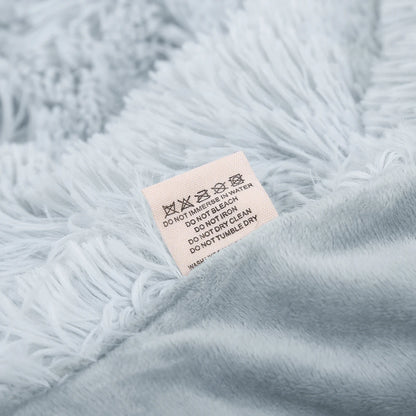 DO NOT IMMERSE IN WATER
DO NOT BLEACH
DO NOT IRON
DO NOT DRY CLEAN
DO NOT TUMBLE DRY